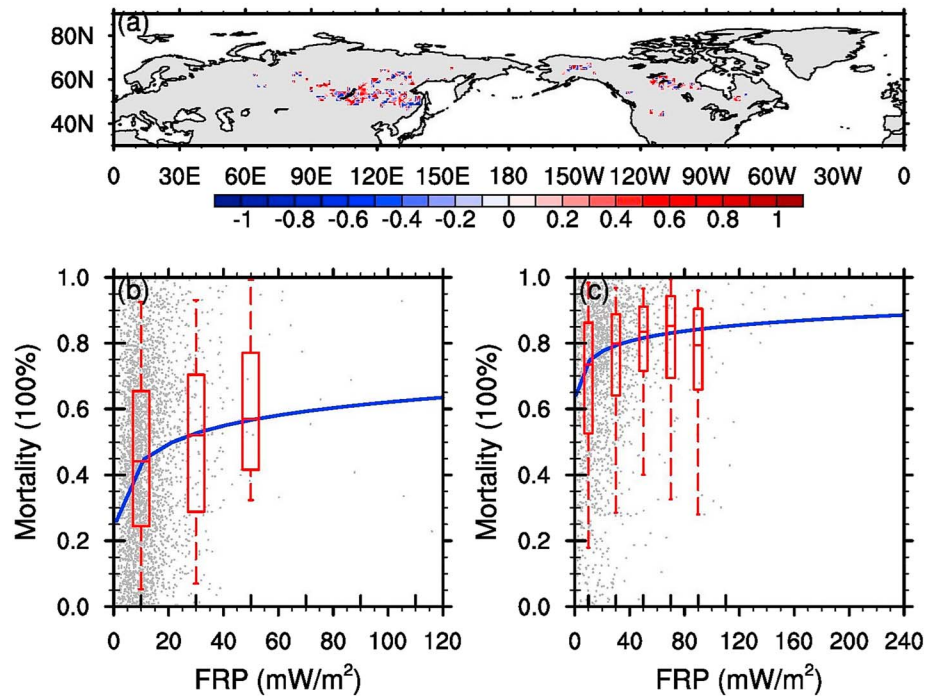 (a)
80N
60N
40N
0 30E 60E 90E 120E 150E 180 150W 120W 90W 60W 30W 0
-1 -0.8 -0.6 -0.4 -0.2 0 0.2 0.4 0.6 0.8 1
(b)
Mortality (100%)
1.0
0.8
0.6
0.4
0.2
0.0
0 20 40 60 80 100 120
FRP (mW/m²)
(c)
Mortality (100%)
1.0
0.8
0.6
0.4
0.2
0.0
0 40 80 120 160 200 240
FRP (mW/m²)